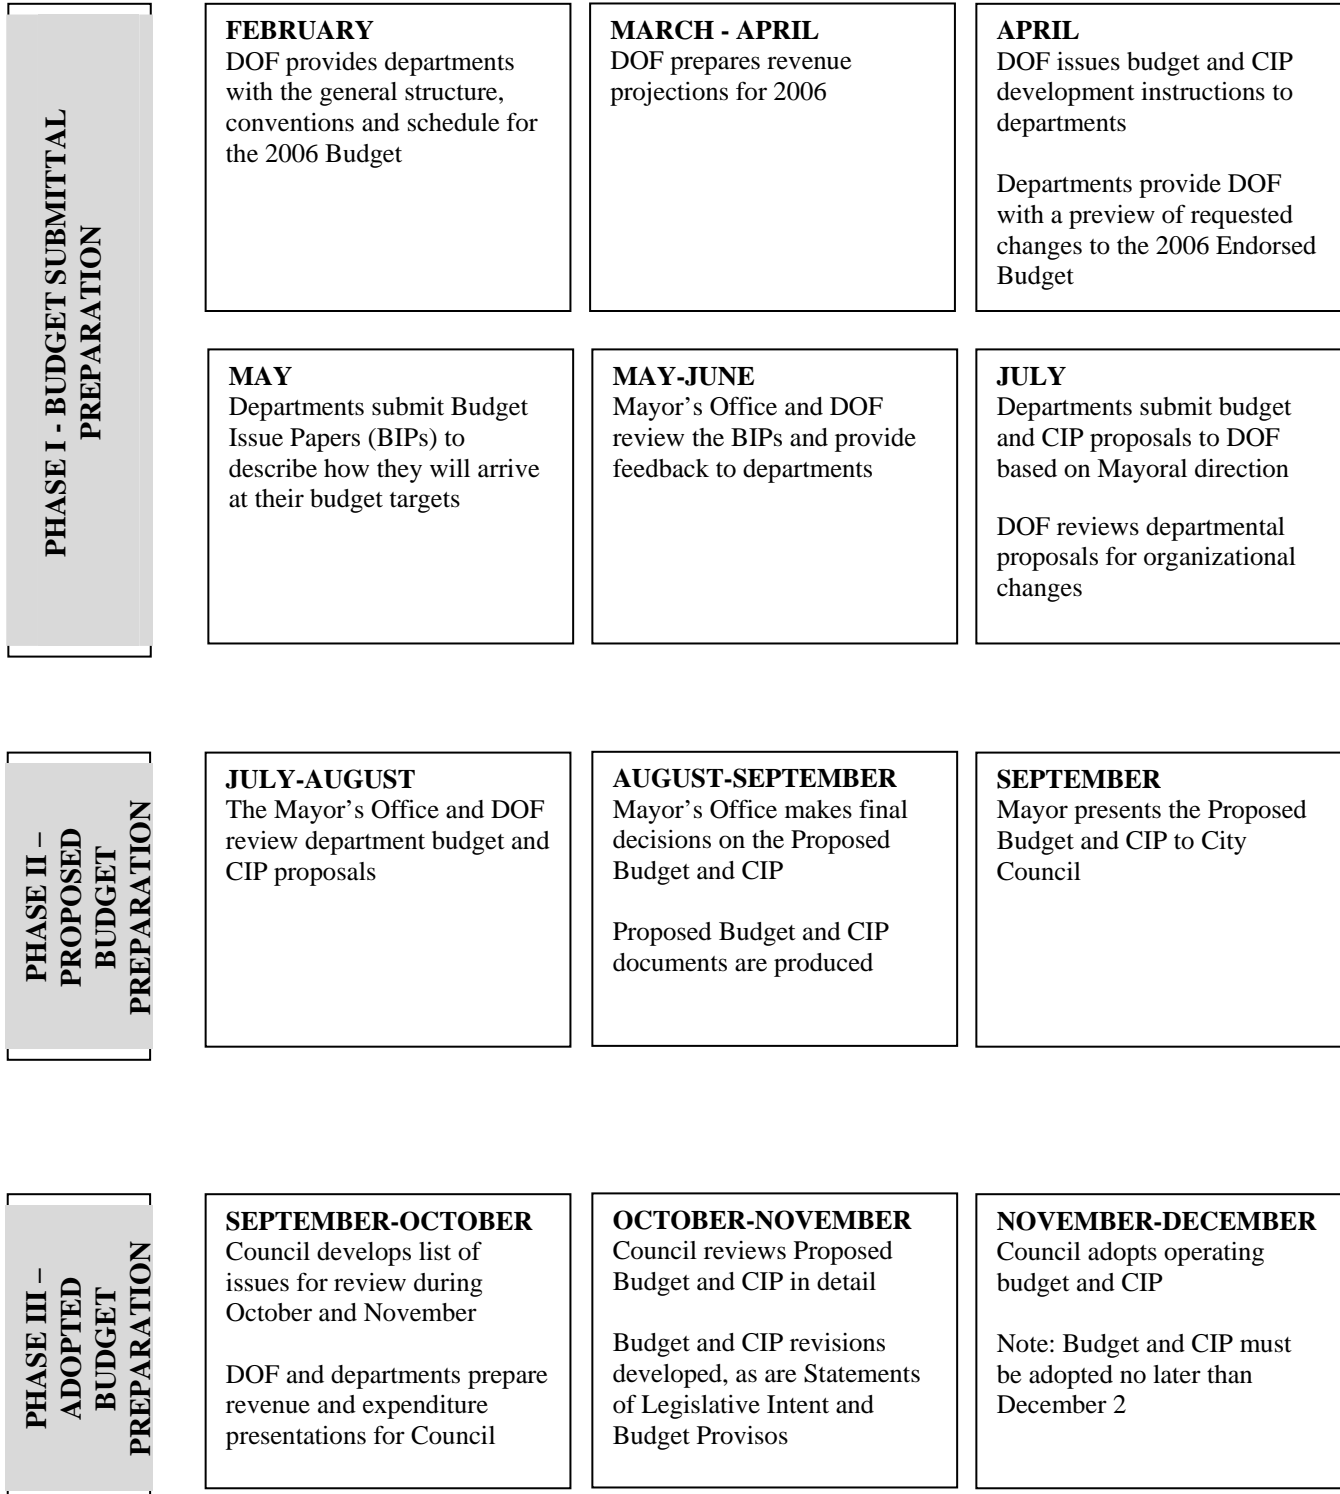 PHASE I - BUDGET SUBMITTAL
PREPARATION
FEBRUARY
DOF provides departments
with the general structure,
conventions and schedule for
the 2006 Budget
MARCH - APRIL
DOF prepares revenue
projections for 2006
APRIL
DOF issues budget and CIP
development instructions to
departments
Departments provide DOF
with a preview of requested
changes to the 2006 Endorsed
Budget
MAY
Departments submit Budget
Issue Papers (BIPs) to
describe how they will arrive
at their budget targets
MAY-JUNE
Mayor’s Office and DOF
review the BIPs and provide
feedback to departments
JULY
Departments submit budget
and CIP proposals to DOF
based on Mayoral direction
DOF reviews departmental
proposals for organizational
changes
PHASE II –
PROPOSED
BUDGET
PREPARATION
JULY-AUGUST
The Mayor’s Office and DOF
review department budget and
CIP proposals
AUGUST-SEPTEMBER
Mayor’s Office makes final
decisions on the Proposed
Budget and CIP
Proposed Budget and CIP
documents are produced
SEPTEMBER
Mayor presents the Proposed
Budget and CIP to City
Council
PHASE III –
ADOPTED
BUDGET
PREPARATION
SEPTEMBER-OCTOBER
Council develops list of
issues for review during
October and November
DOF and departments prepare
revenue and expenditure
presentations for Council
OCTOBER-NOVEMBER
Council reviews Proposed
Budget and CIP in detail
Budget and CIP revisions
developed, as are Statements
of Legislative Intent and
Budget Provisos
NOVEMBER-DECEMBER
Council adopts operating
budget and CIP
Note: Budget and CIP must
be adopted no later than
December 2